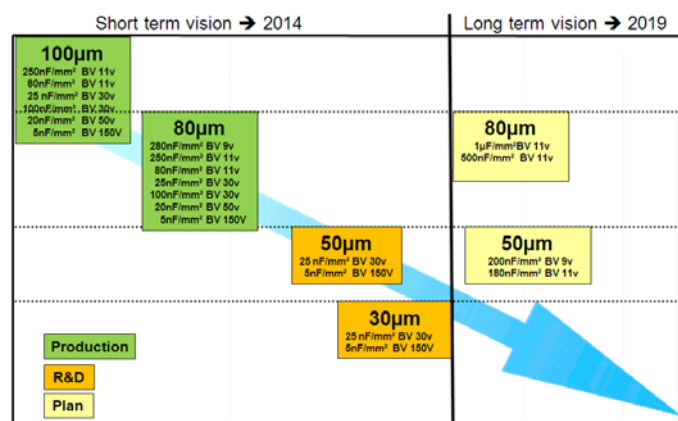 Short term vision ➔ 2014
Long term vision ➔ 2019
100µm
250nF/mm² BV 11v
80nF/mm² BV 11v
25 nF/mm² BV 30v
100nF/mm² BV 30v
20nF/mm² BV 50v
5nF/mm² BV 150V
80µm
280nF/mm² BV 9v
250nF/mm² BV 11v
80nF/mm² BV 11v
25nF/mm² BV 30v
100nF/mm² BV 30v
20nF/mm² BV 50v
5nF/mm² BV 150V
80µm
1µF/mm²BV 11v
500nF/mm² BV 11v
50µm
25 nF/mm² BV 30v
5nF/mm² BV 150V
50µm
200nF/mm² BV 9v
180nF/mm² BV 11v
30µm
25 nF/mm² BV 30v
5nF/mm² BV 150V
Production
R&D
Plan